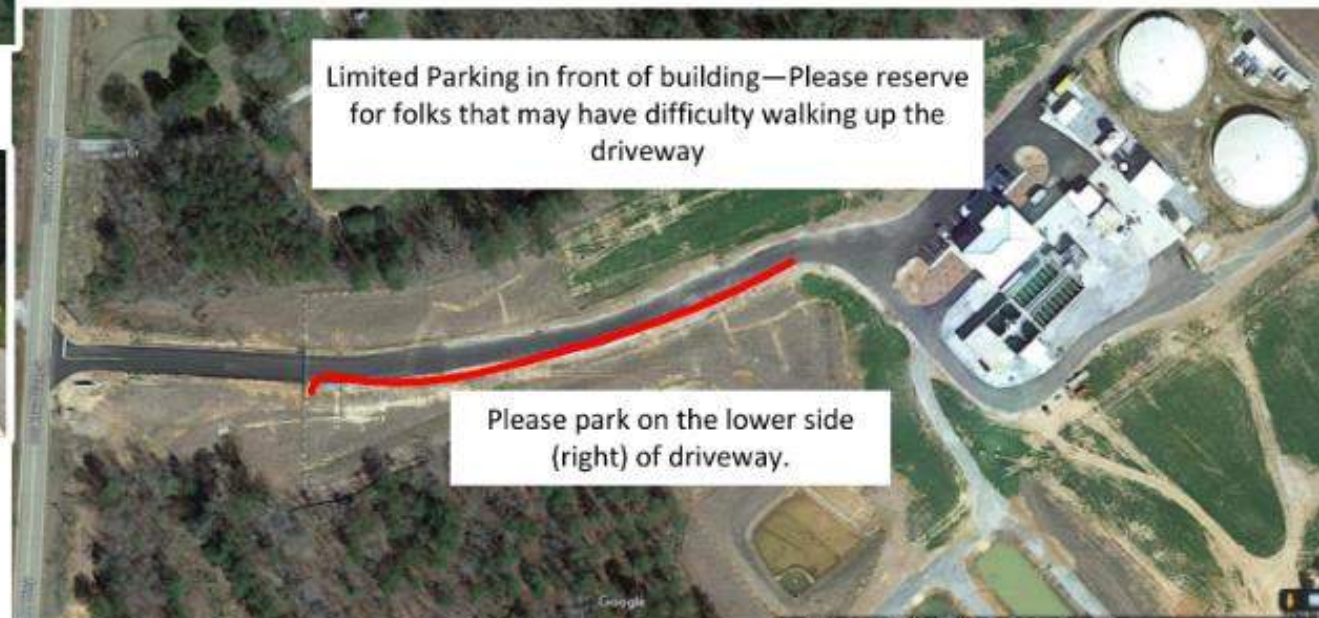 Limited Parking in front of building—Please reserve
for folks that may have difficulty walking up the
driveway
Please park on the lower side
(right) of driveway.
Google